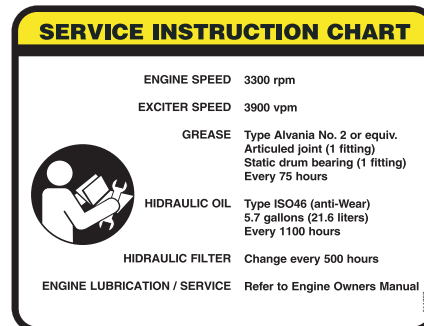 SERVICE INSTRUCTION CHART
ENGINE SPEED 3300 rpm
EXCITER SPEED 3900 vpm
GREASE Type Alvania No. 2 or equiv.
Articuled joint (1 fitting)
Static drum bearing (1 fitting)
Every 75 hours
HIDRAULIC OIL Type ISO46 (anti-Wear)
5.7 gallons (21.6 liters)
Every 1100 hours
HIDRAULIC FILTER Change every 500 hours
ENGINE LUBRICATION / SERVICE Refer to Engine Owners Manual